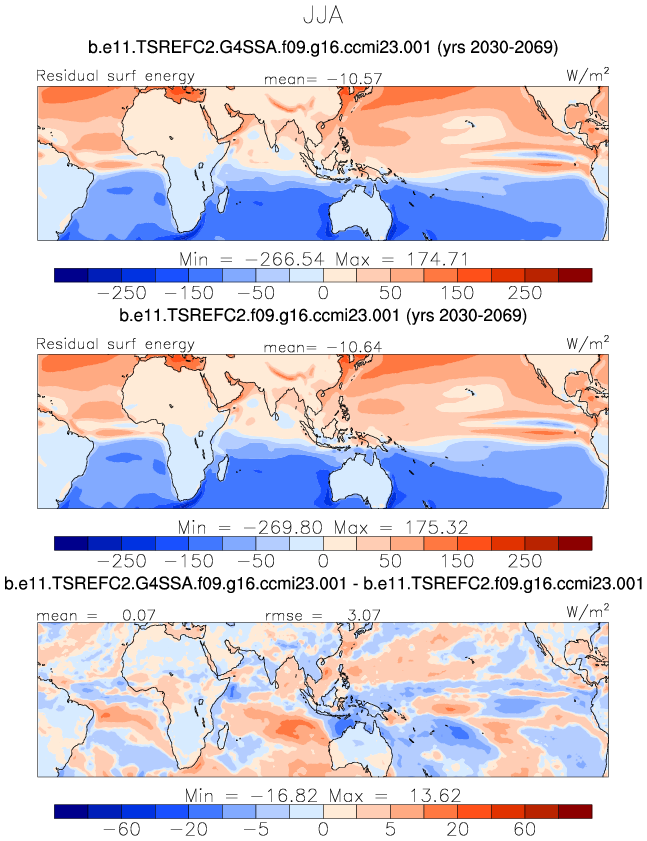 JJA
b.e11.TSREFC2.G4SSA.f09.g16.ccmi23.001 (yrs 2030-2069)
Residual surf energy mean= −10.57 W/m²
Min = −266.54 Max = 174.71
−250 −150 −50 0 50 150 250
b.e11.TSREFC2.f09.g16.ccmi23.001 (yrs 2030-2069)
Residual surf energy mean= −10.64 W/m²
Min = −269.80 Max = 175.32
−250 −150 −50 0 50 150 250
b.e11.TSREFC2.G4SSA.f09.g16.ccmi23.001 - b.e11.TSREFC2.f09.g16.ccmi23.001
mean = 0.07 rmse = 3.07 W/m²
Min = −16.82 Max = 13.62
−60 −20 −5 0 5 20 60